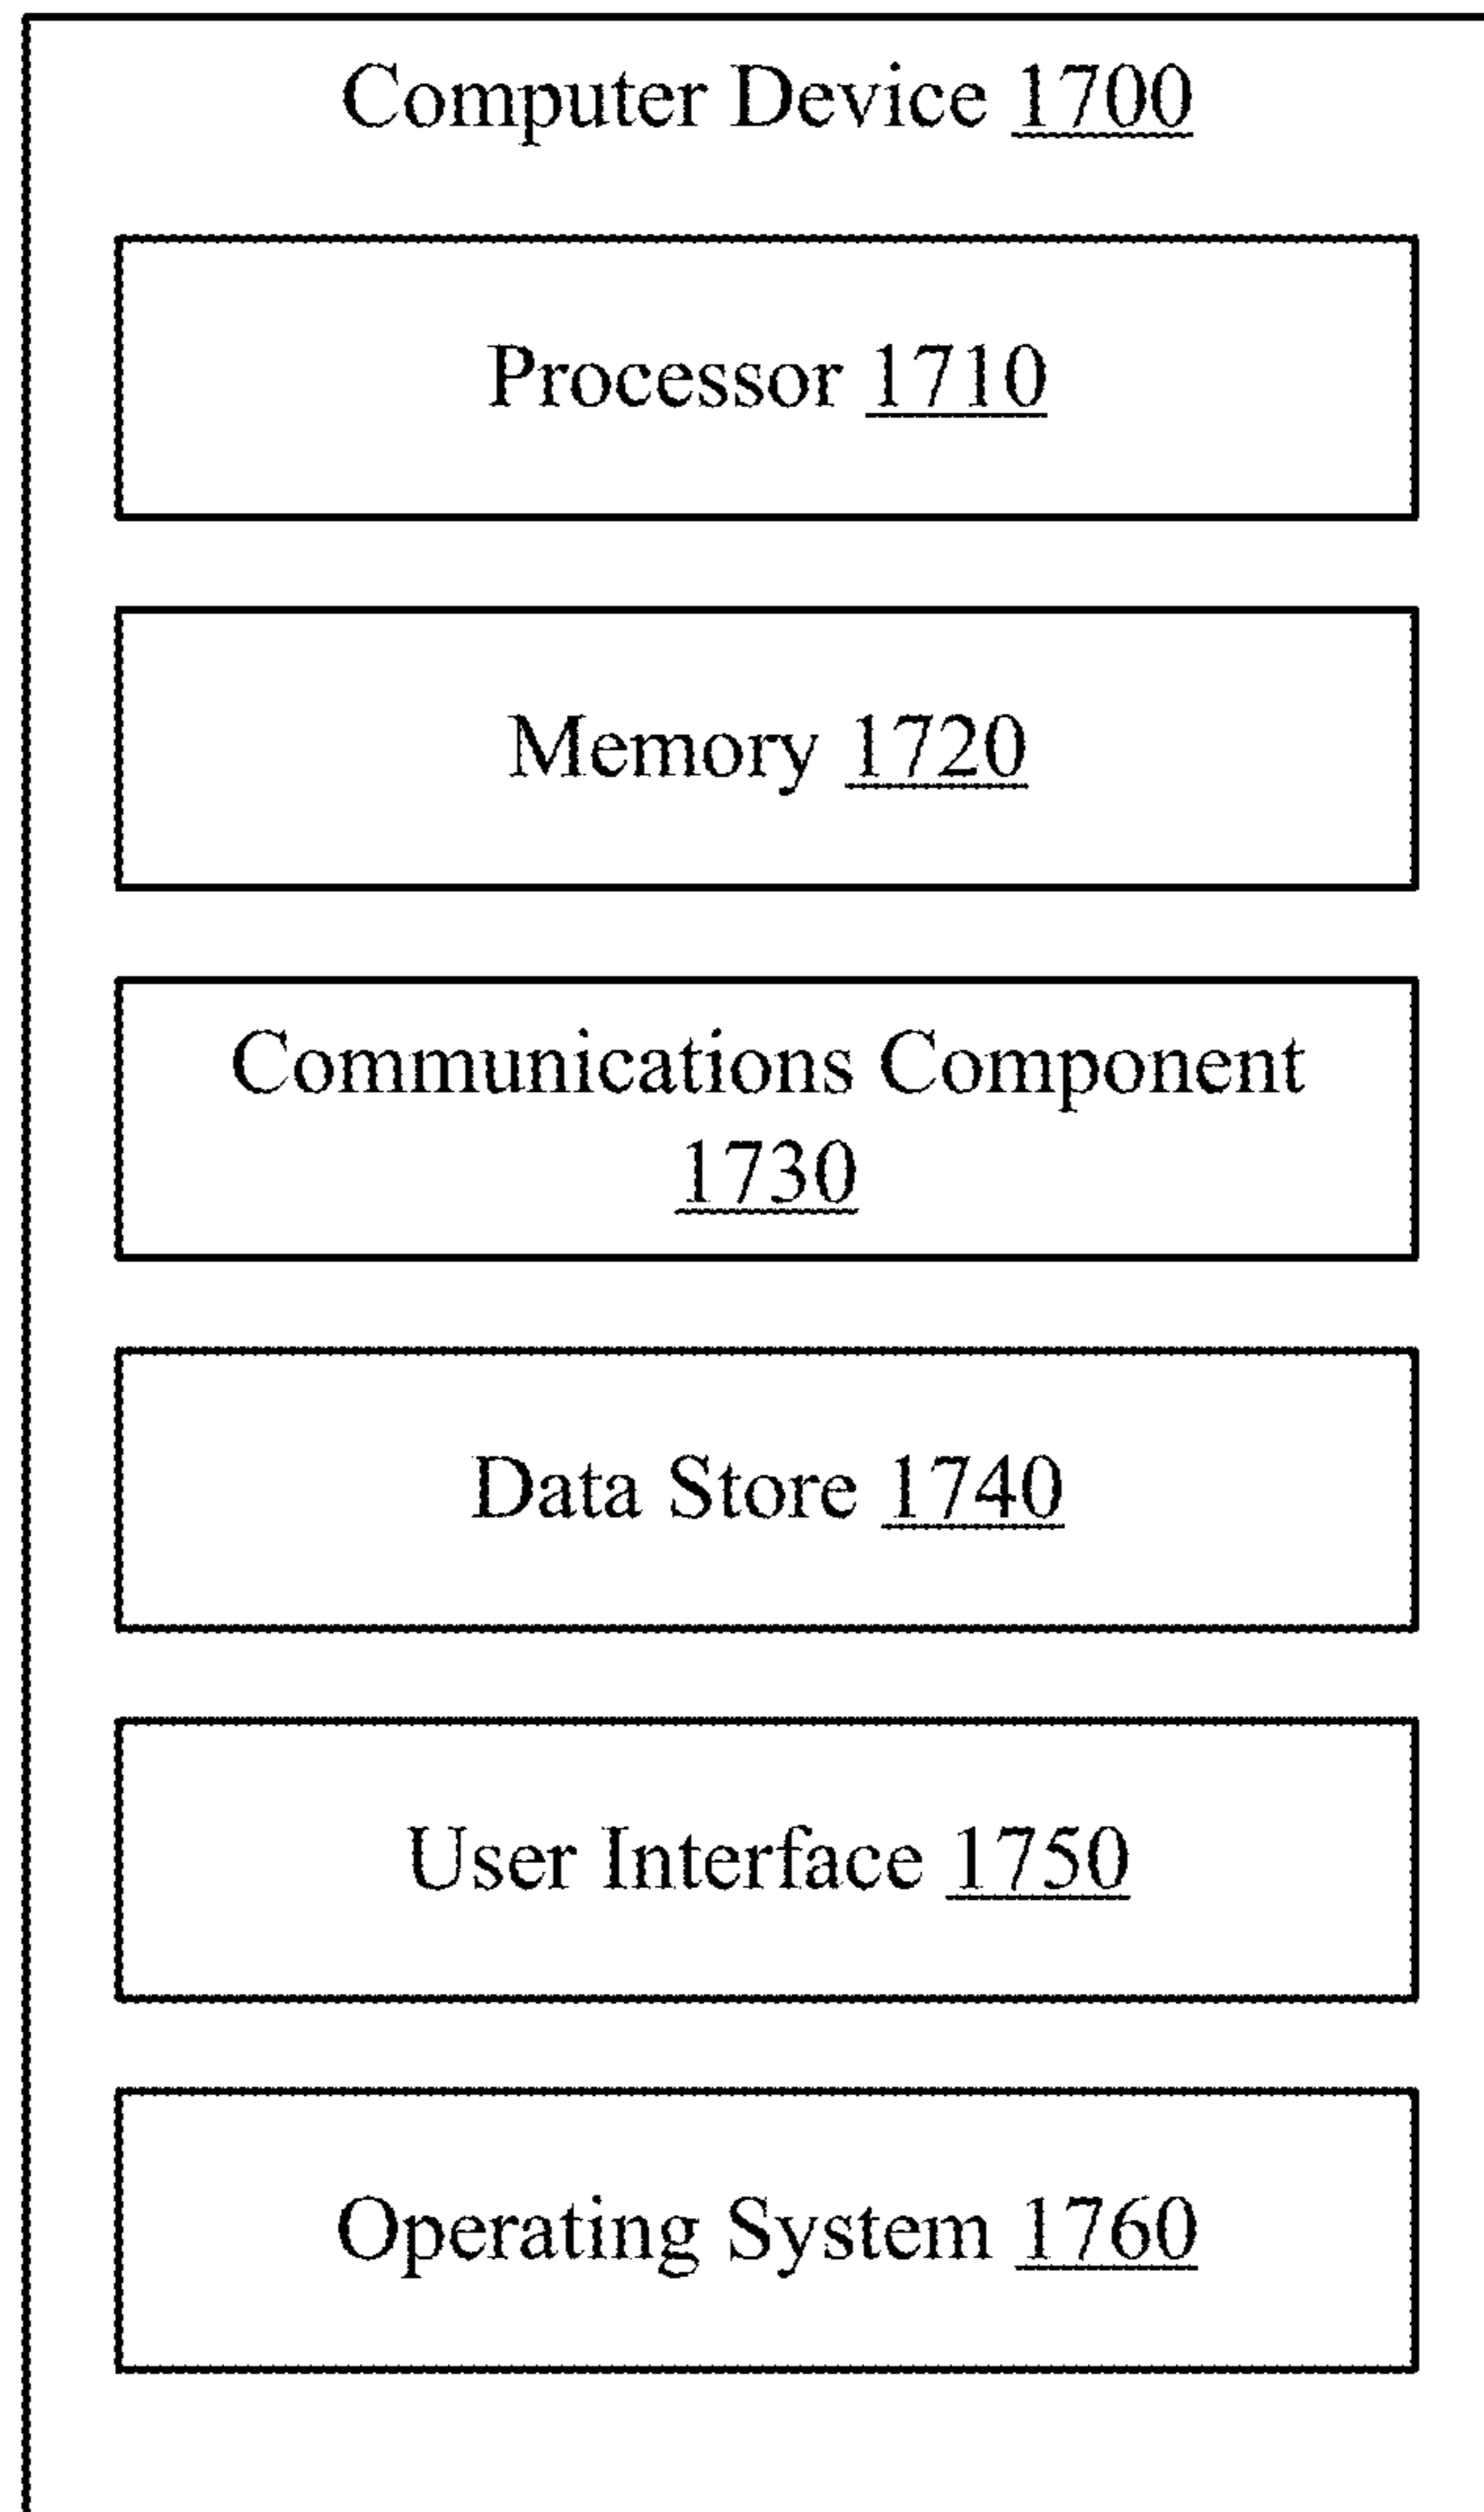 Computer Device 1700
Processor 1710
Memory 1720
Communications Component
1730
Data Store 1740
User Interface 1750
Operating System 1760